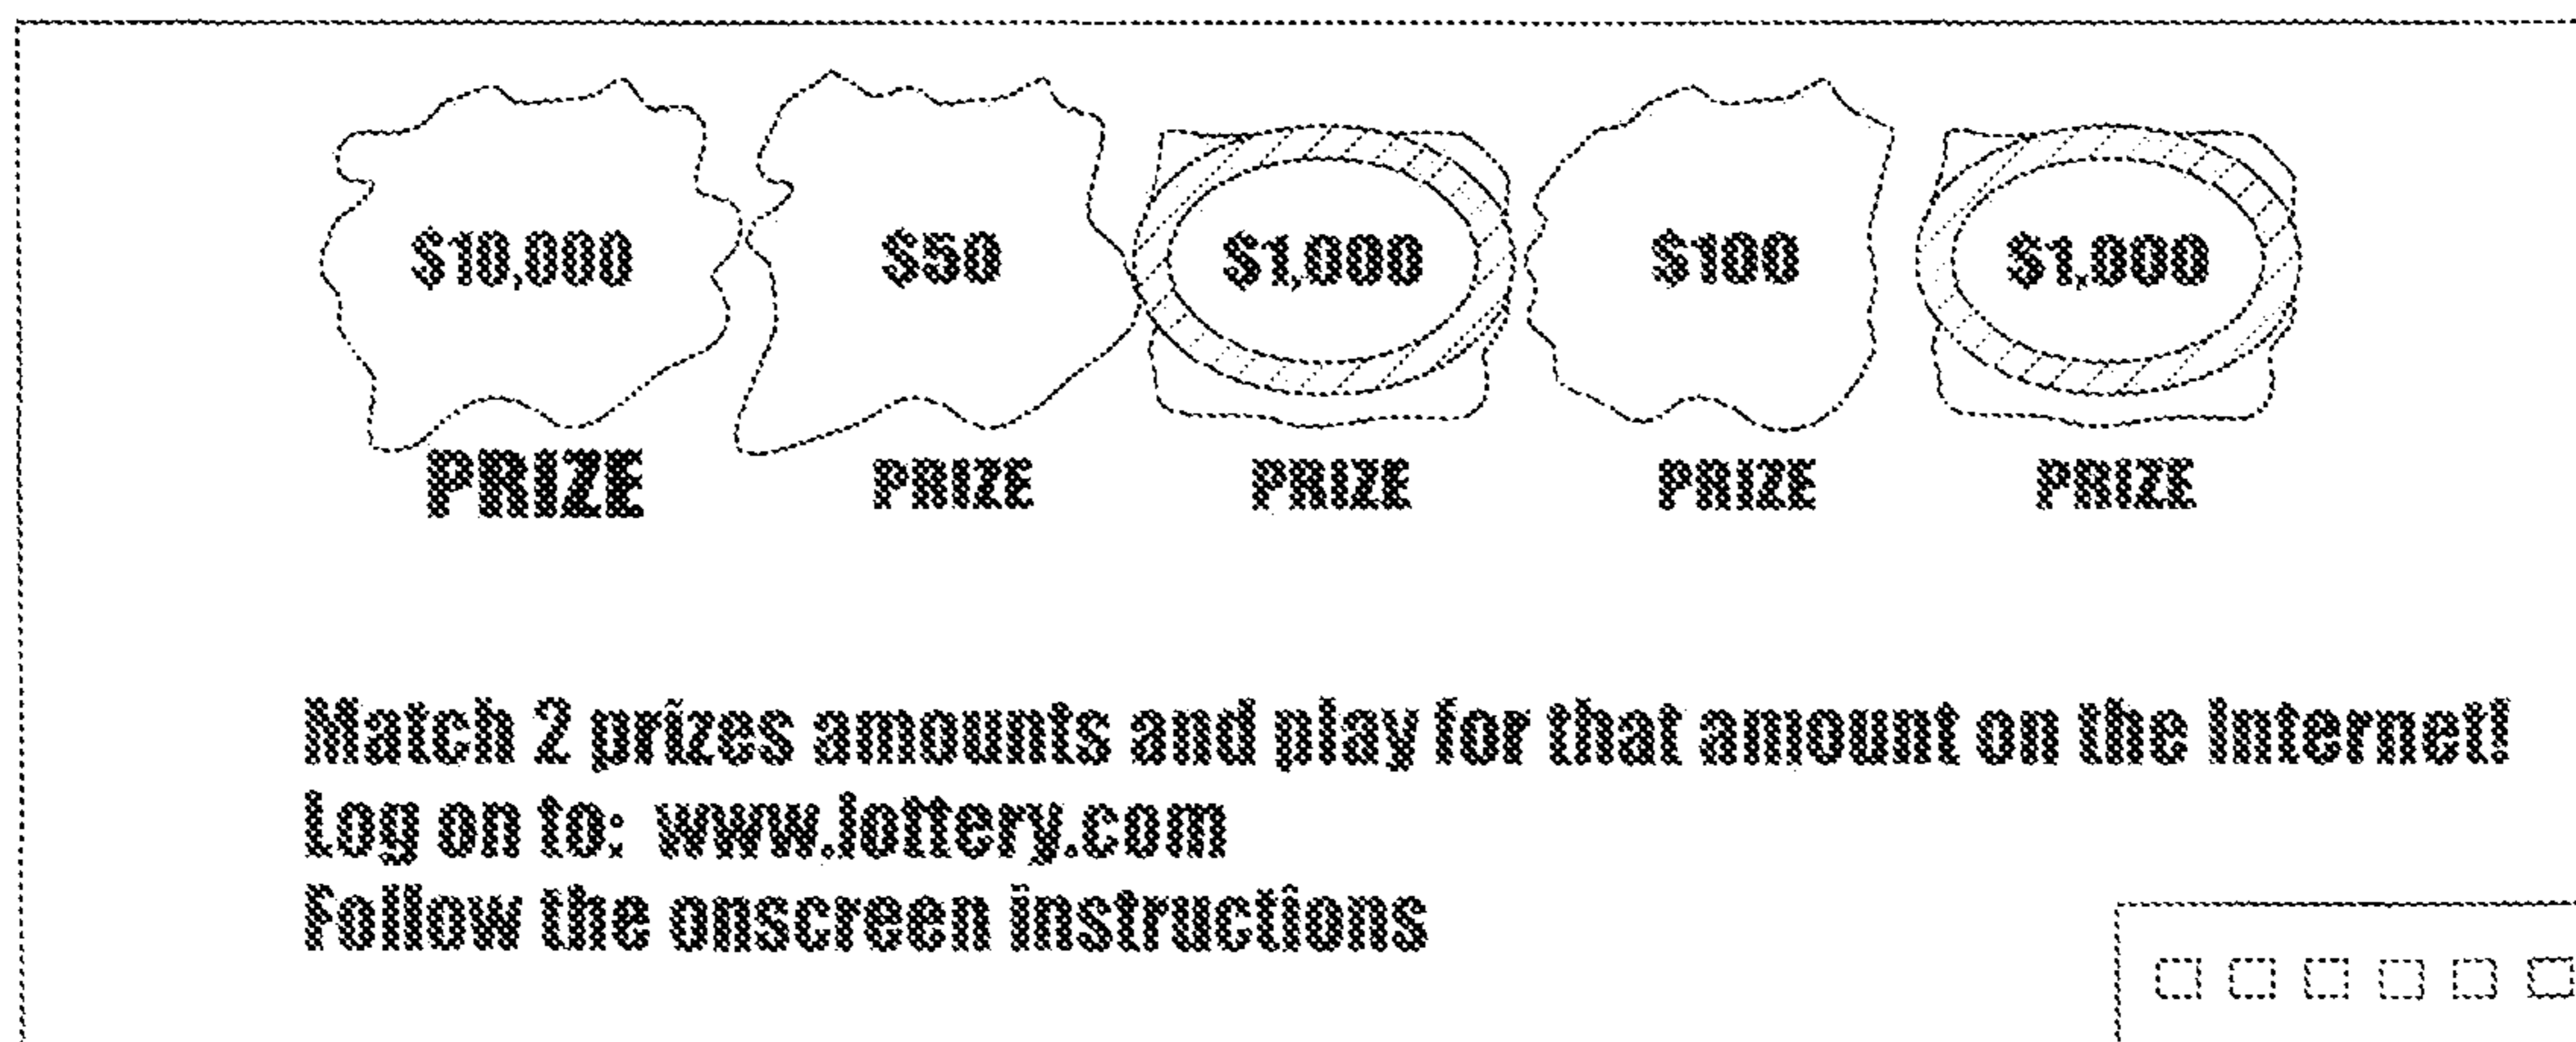 $10,000 $50 $1,000 $100 $1,000
PRIZE PRIZE PRIZE PRIZE PRIZE
Match 2 prizes amounts and play for that amount on the internet!
Log on to: www.lottery.com
Follow the onscreen instructions